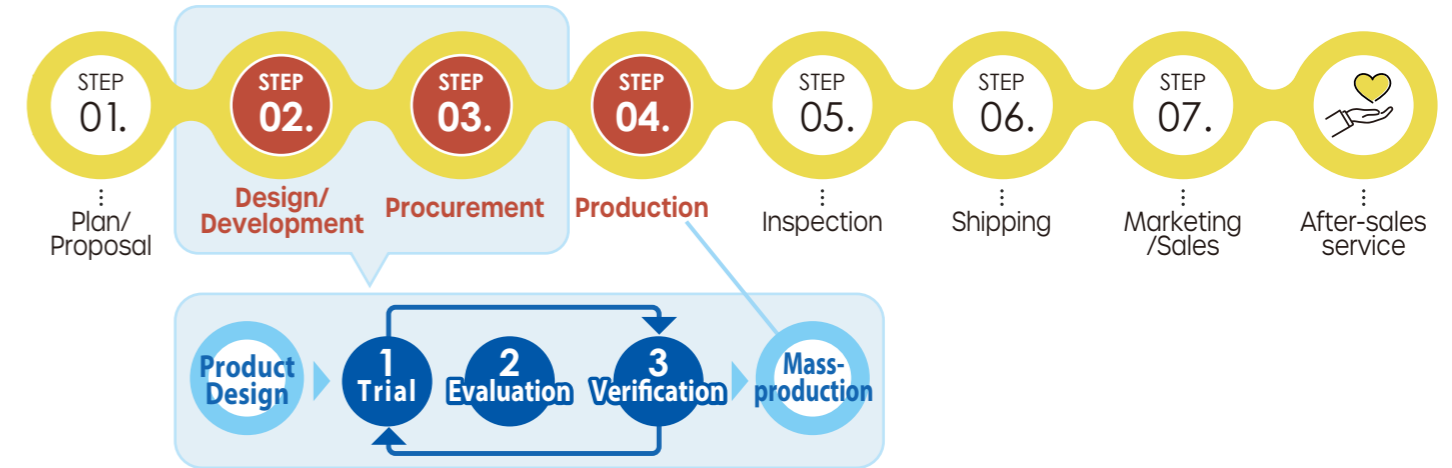 STEP
01.
STEP
02.
STEP
03.
STEP
04.
STEP
05.
STEP
06.
STEP
07.
Plan/
Proposal
Design/
Development
Procurement
Production
Inspection
Shipping
Marketing
/Sales
After-sales
service
Product
Design
1
Trial
2
Evaluation
3
Verification
Mass-
production